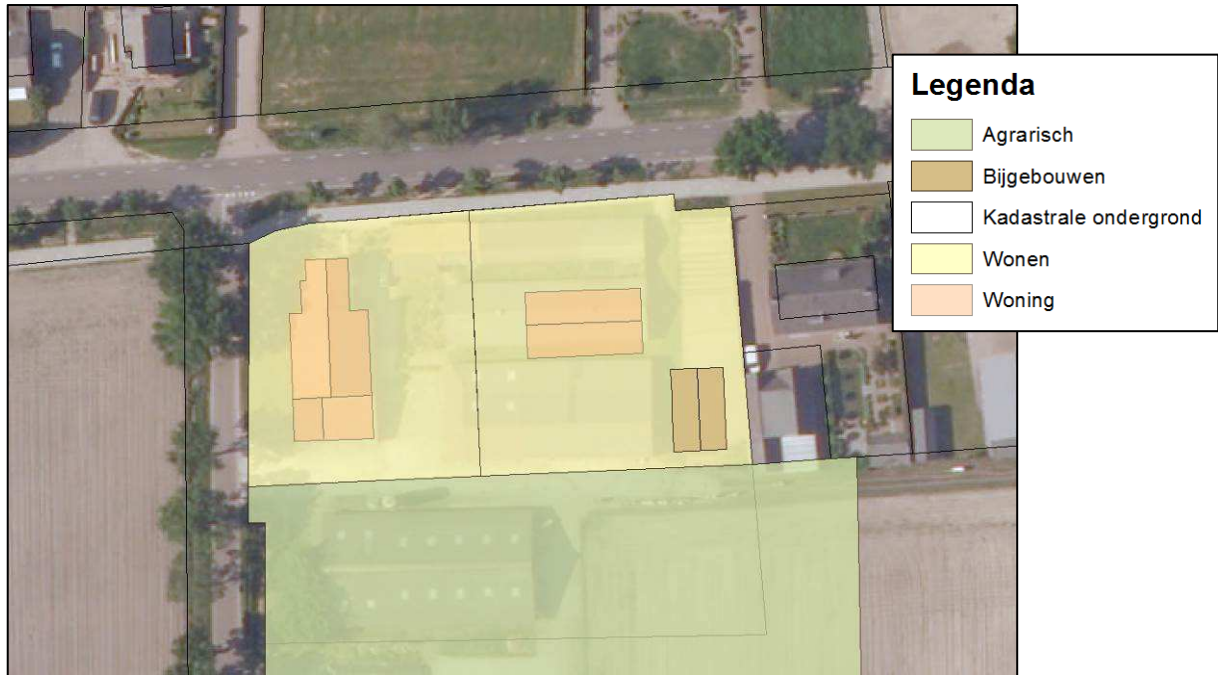 Legenda
Agrarisch
Bijgebouwen
Kadastrale ondergrond
Wonen
Woning